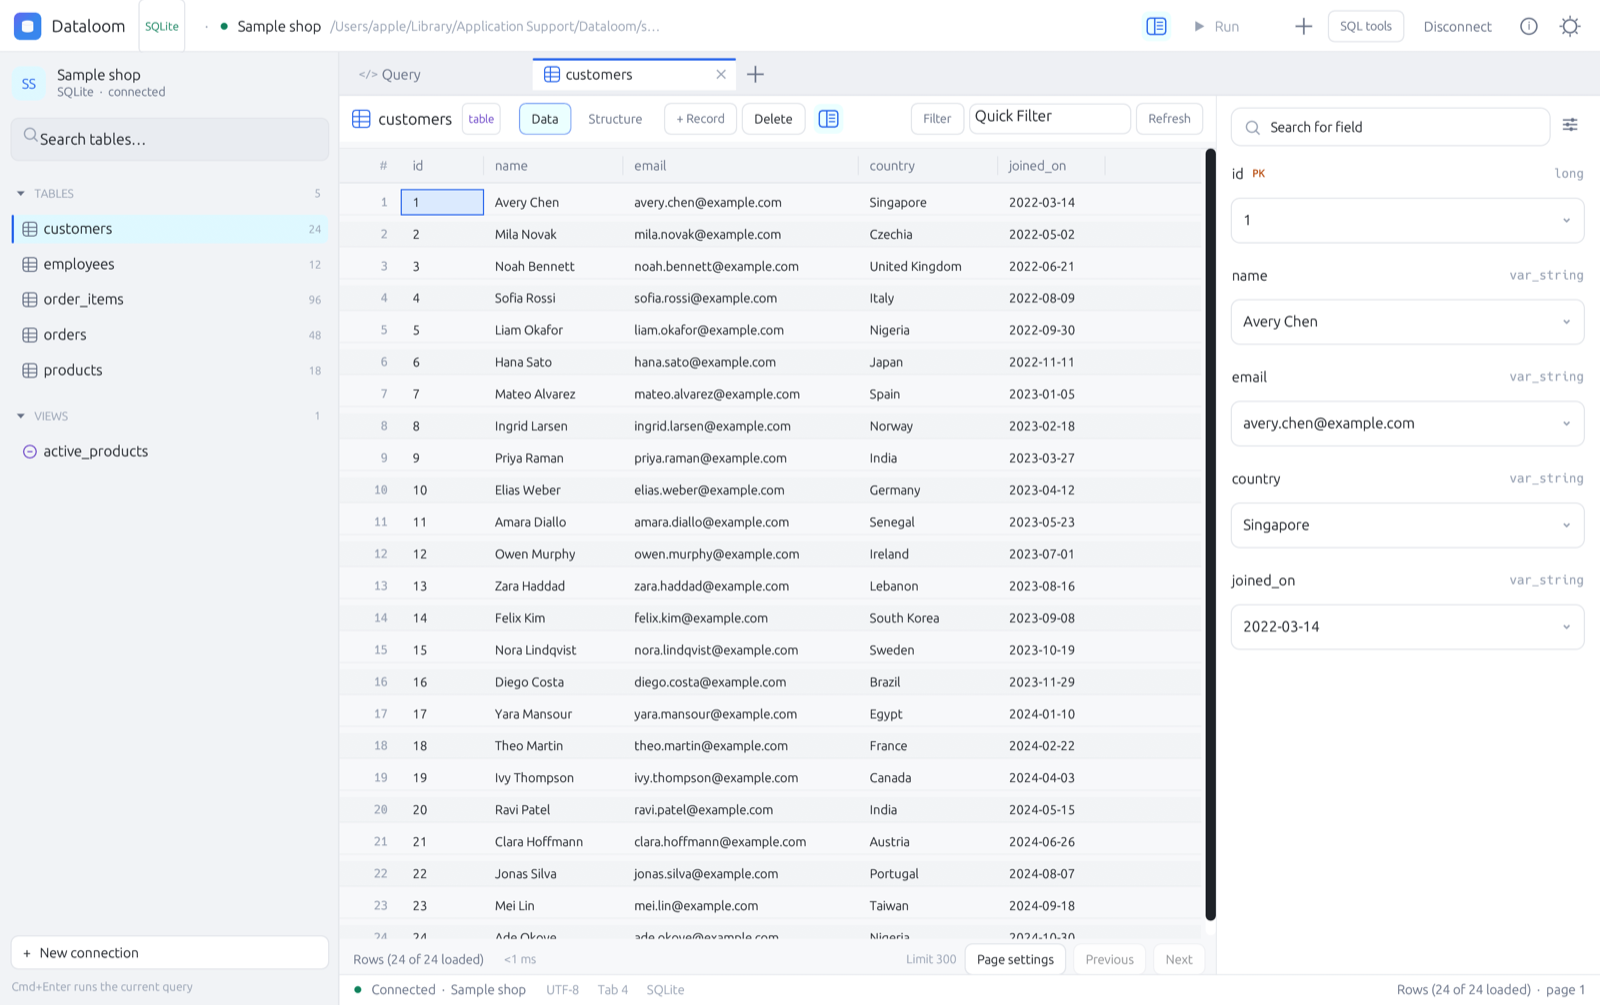 Dataloom SQLite · Sample shop /Users/apple/Library/Application Support/Dataloom/s… Run SQL tools Disconnect
SS Sample shop
SQLite · connected
Search tables…
TABLES 5
customers 24
employees 12
order_items 96
orders 48
products 18
VIEWS 1
active_products
+ New connection
Cmd+Enter runs the current query
</> Query customers
customers table Data Structure + Record Delete Filter Quick Filter Refresh
# id name email country joined_on
1 1 Avery Chen avery.chen@example.com Singapore 2022-03-14
2 2 Mila Novak mila.novak@example.com Czechia 2022-05-02
3 3 Noah Bennett noah.bennett@example.com United Kingdom 2022-06-21
4 4 Sofia Rossi sofia.rossi@example.com Italy 2022-08-09
5 5 Liam Okafor liam.okafor@example.com Nigeria 2022-09-30
6 6 Hana Sato hana.sato@example.com Japan 2022-11-11
7 7 Mateo Alvarez mateo.alvarez@example.com Spain 2023-01-05
8 8 Ingrid Larsen ingrid.larsen@example.com Norway 2023-02-18
9 9 Priya Raman priya.raman@example.com India 2023-03-27
10 10 Elias Weber elias.weber@example.com Germany 2023-04-12
11 11 Amara Diallo amara.diallo@example.com Senegal 2023-05-23
12 12 Owen Murphy owen.murphy@example.com Ireland 2023-07-01
13 13 Zara Haddad zara.haddad@example.com Lebanon 2023-08-16
14 14 Felix Kim felix.kim@example.com South Korea 2023-09-08
15 15 Nora Lindqvist nora.lindqvist@example.com Sweden 2023-10-19
16 16 Diego Costa diego.costa@example.com Brazil 2023-11-29
17 17 Yara Mansour yara.mansour@example.com Egypt 2024-01-10
18 18 Theo Martin theo.martin@example.com France 2024-02-22
19 19 Ivy Thompson ivy.thompson@example.com Canada 2024-04-03
20 20 Ravi Patel ravi.patel@example.com India 2024-05-15
21 21 Clara Hoffmann clara.hoffmann@example.com Austria 2024-06-26
22 22 Jonas Silva jonas.silva@example.com Portugal 2024-08-07
23 23 Mei Lin mei.lin@example.com Taiwan 2024-09-18
24 24 Ade Okoye ade.okoye@example.com Nigeria 2024-10-30
Rows (24 of 24 loaded) <1 ms Limit 300 Page settings Previous Next
Search for field
id PK long
1
name var_string
Avery Chen
email var_string
avery.chen@example.com
country var_string
Singapore
joined_on var_string
2022-03-14
Connected · Sample shop UTF-8 Tab 4 SQLite Rows (24 of 24 loaded) · page 1